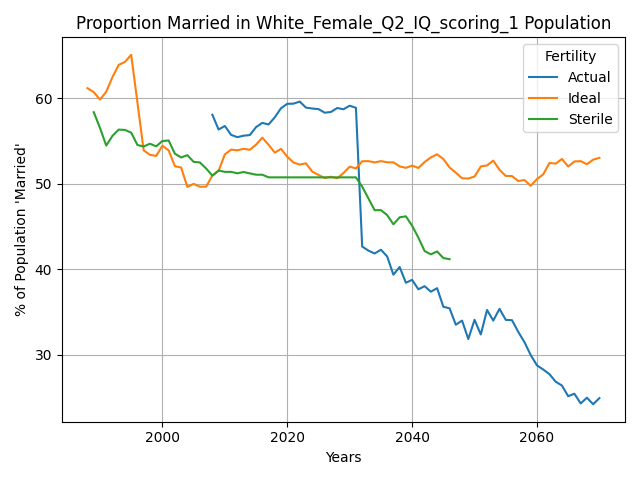 Proportion Married in White_Female_Q2_IQ_scoring_1 Population
Fertility
Actual
Ideal
Sterile
% of Population 'Married'
60
50
40
30
2000
2020
2040
2060
Years